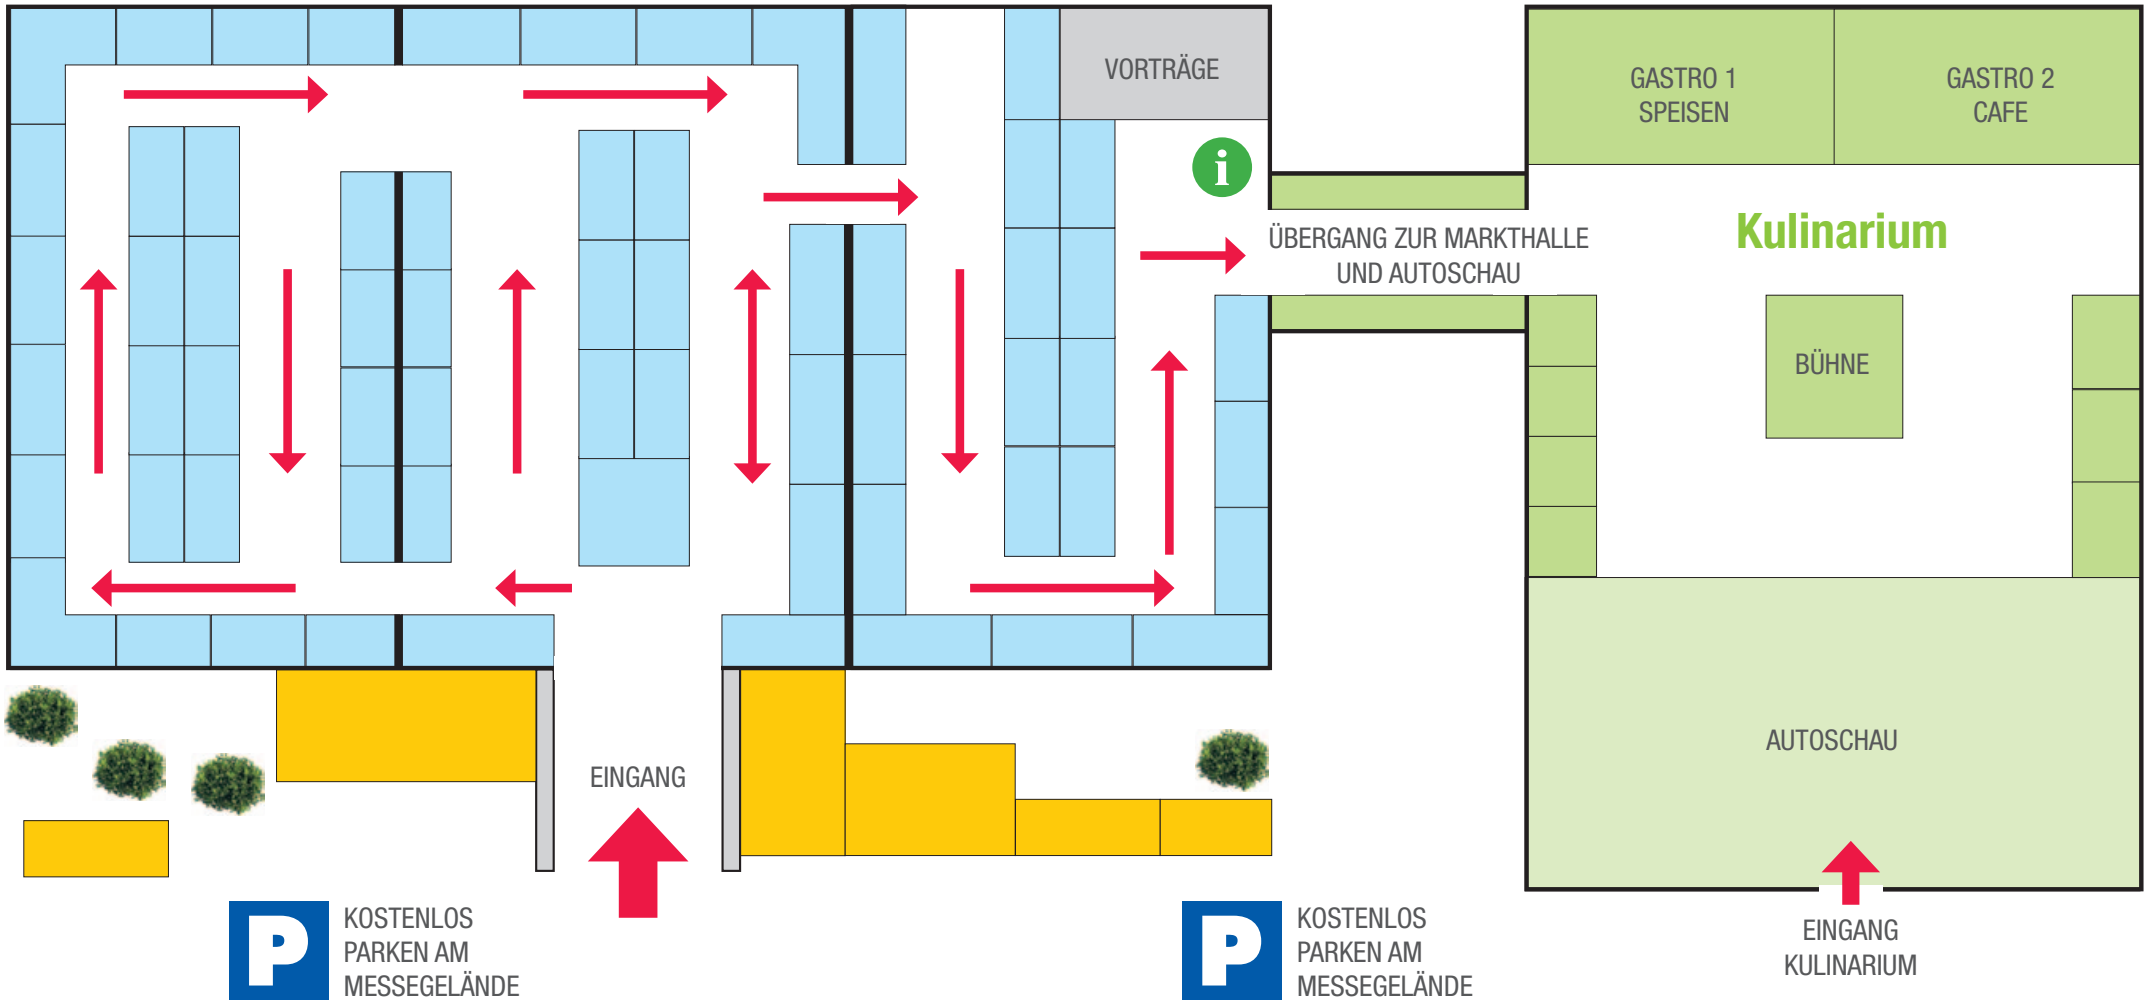 VORTRÄGE
GASTRO 1
SPEISEN
GASTRO 2
CAFE
i
Kulinarium
ÜBERGANG ZUR MARKTHALLE
UND AUTOSCHAU
BÜHNE
AUTOSCHAU
EINGANG
P
KOSTENLOS
PARKEN AM
MESSEGELÄNDE
P
KOSTENLOS
PARKEN AM
MESSEGELÄNDE
EINGANG
KULINARIUM